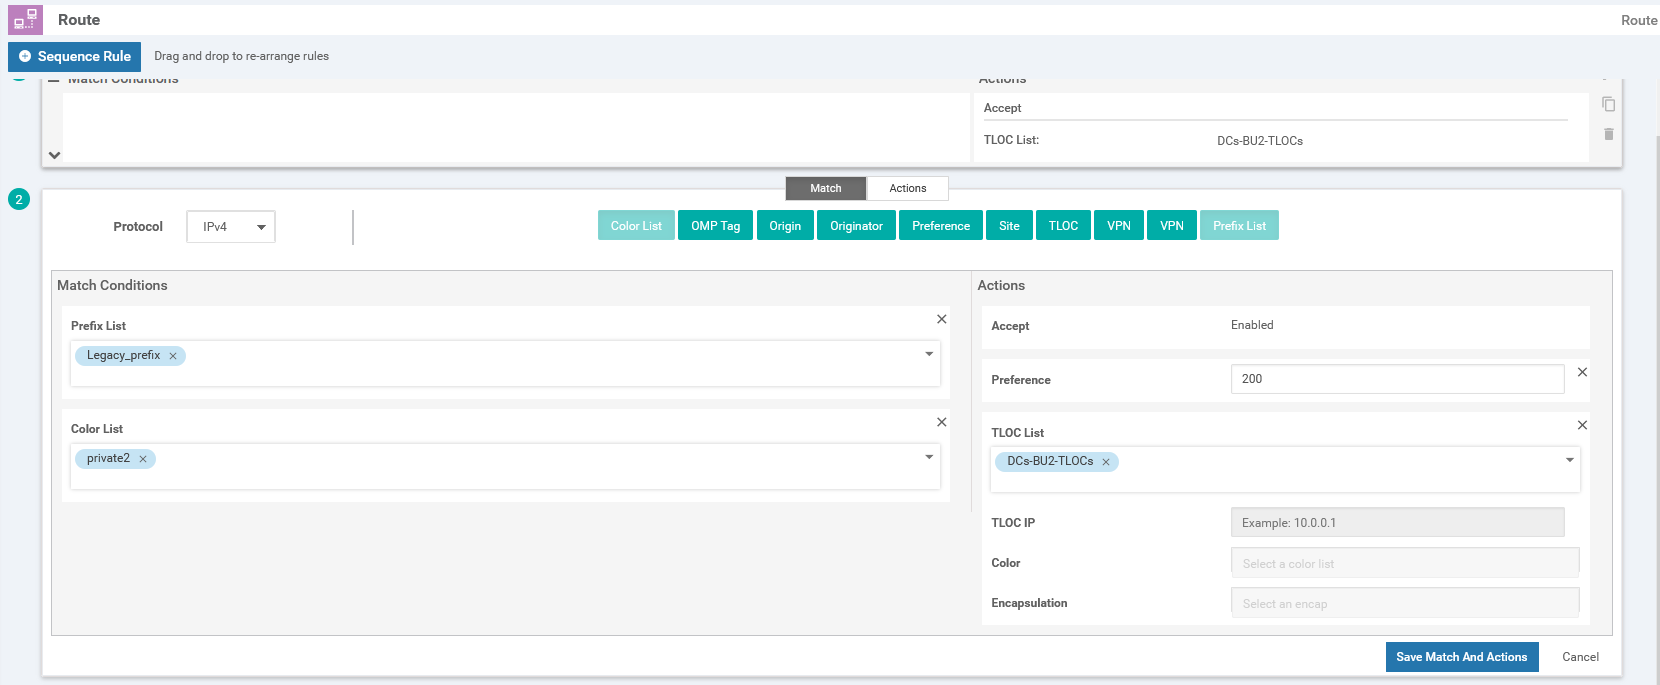 Route
Route
Sequence Rule
Drag and drop to re-arrange rules
Match Conditions
Actions
Accept
TLOC List:
DCs-BU2-TLOCs
2
Match
Actions
Protocol
IPv4
Color List
OMP Tag
Origin
Originator
Preference
Site
TLOC
VPN
VPN
Prefix List
Match Conditions
Prefix List
Legacy_prefix
Color List
private2
Actions
Accept
Enabled
Preference
200
TLOC List
DCs-BU2-TLOCs
TLOC IP
Example: 10.0.0.1
Color
Select a color list
Encapsulation
Select an encap
Save Match And Actions
Cancel